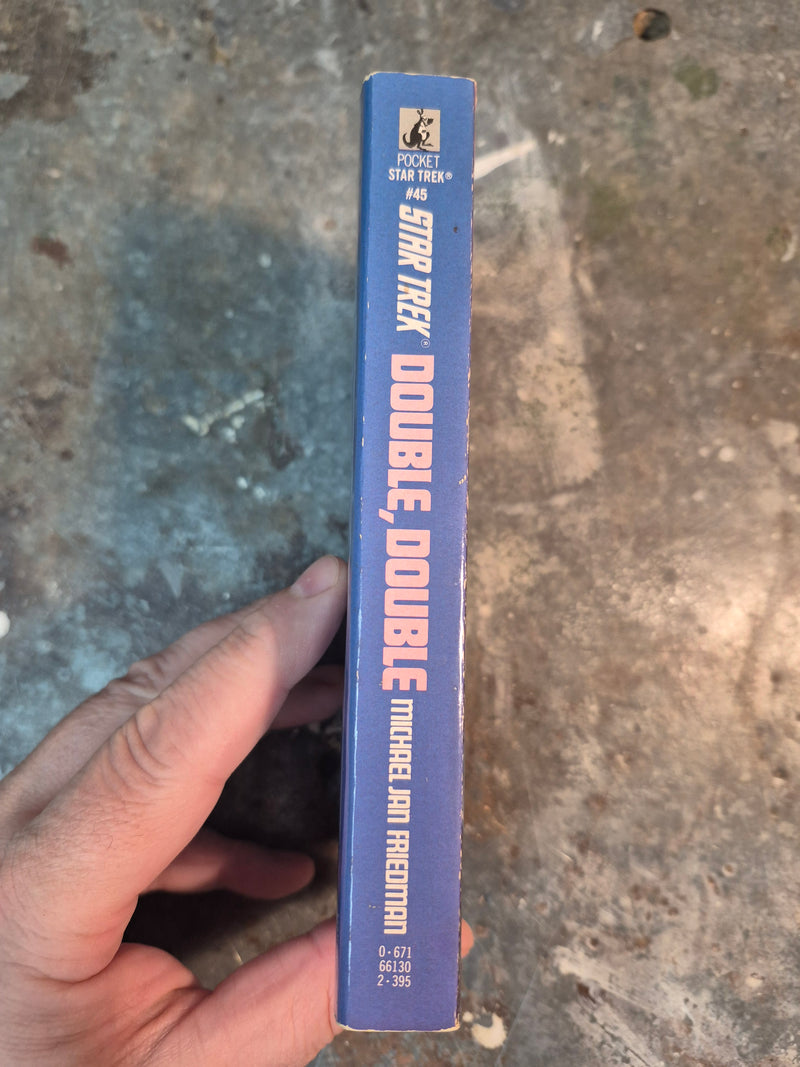 POCKET
STAR TREK®
#45
STAR TREK®
DOUBLE, DOUBLE
MICHAEL JAN FRIEDMAN
0·671
66130
2·395